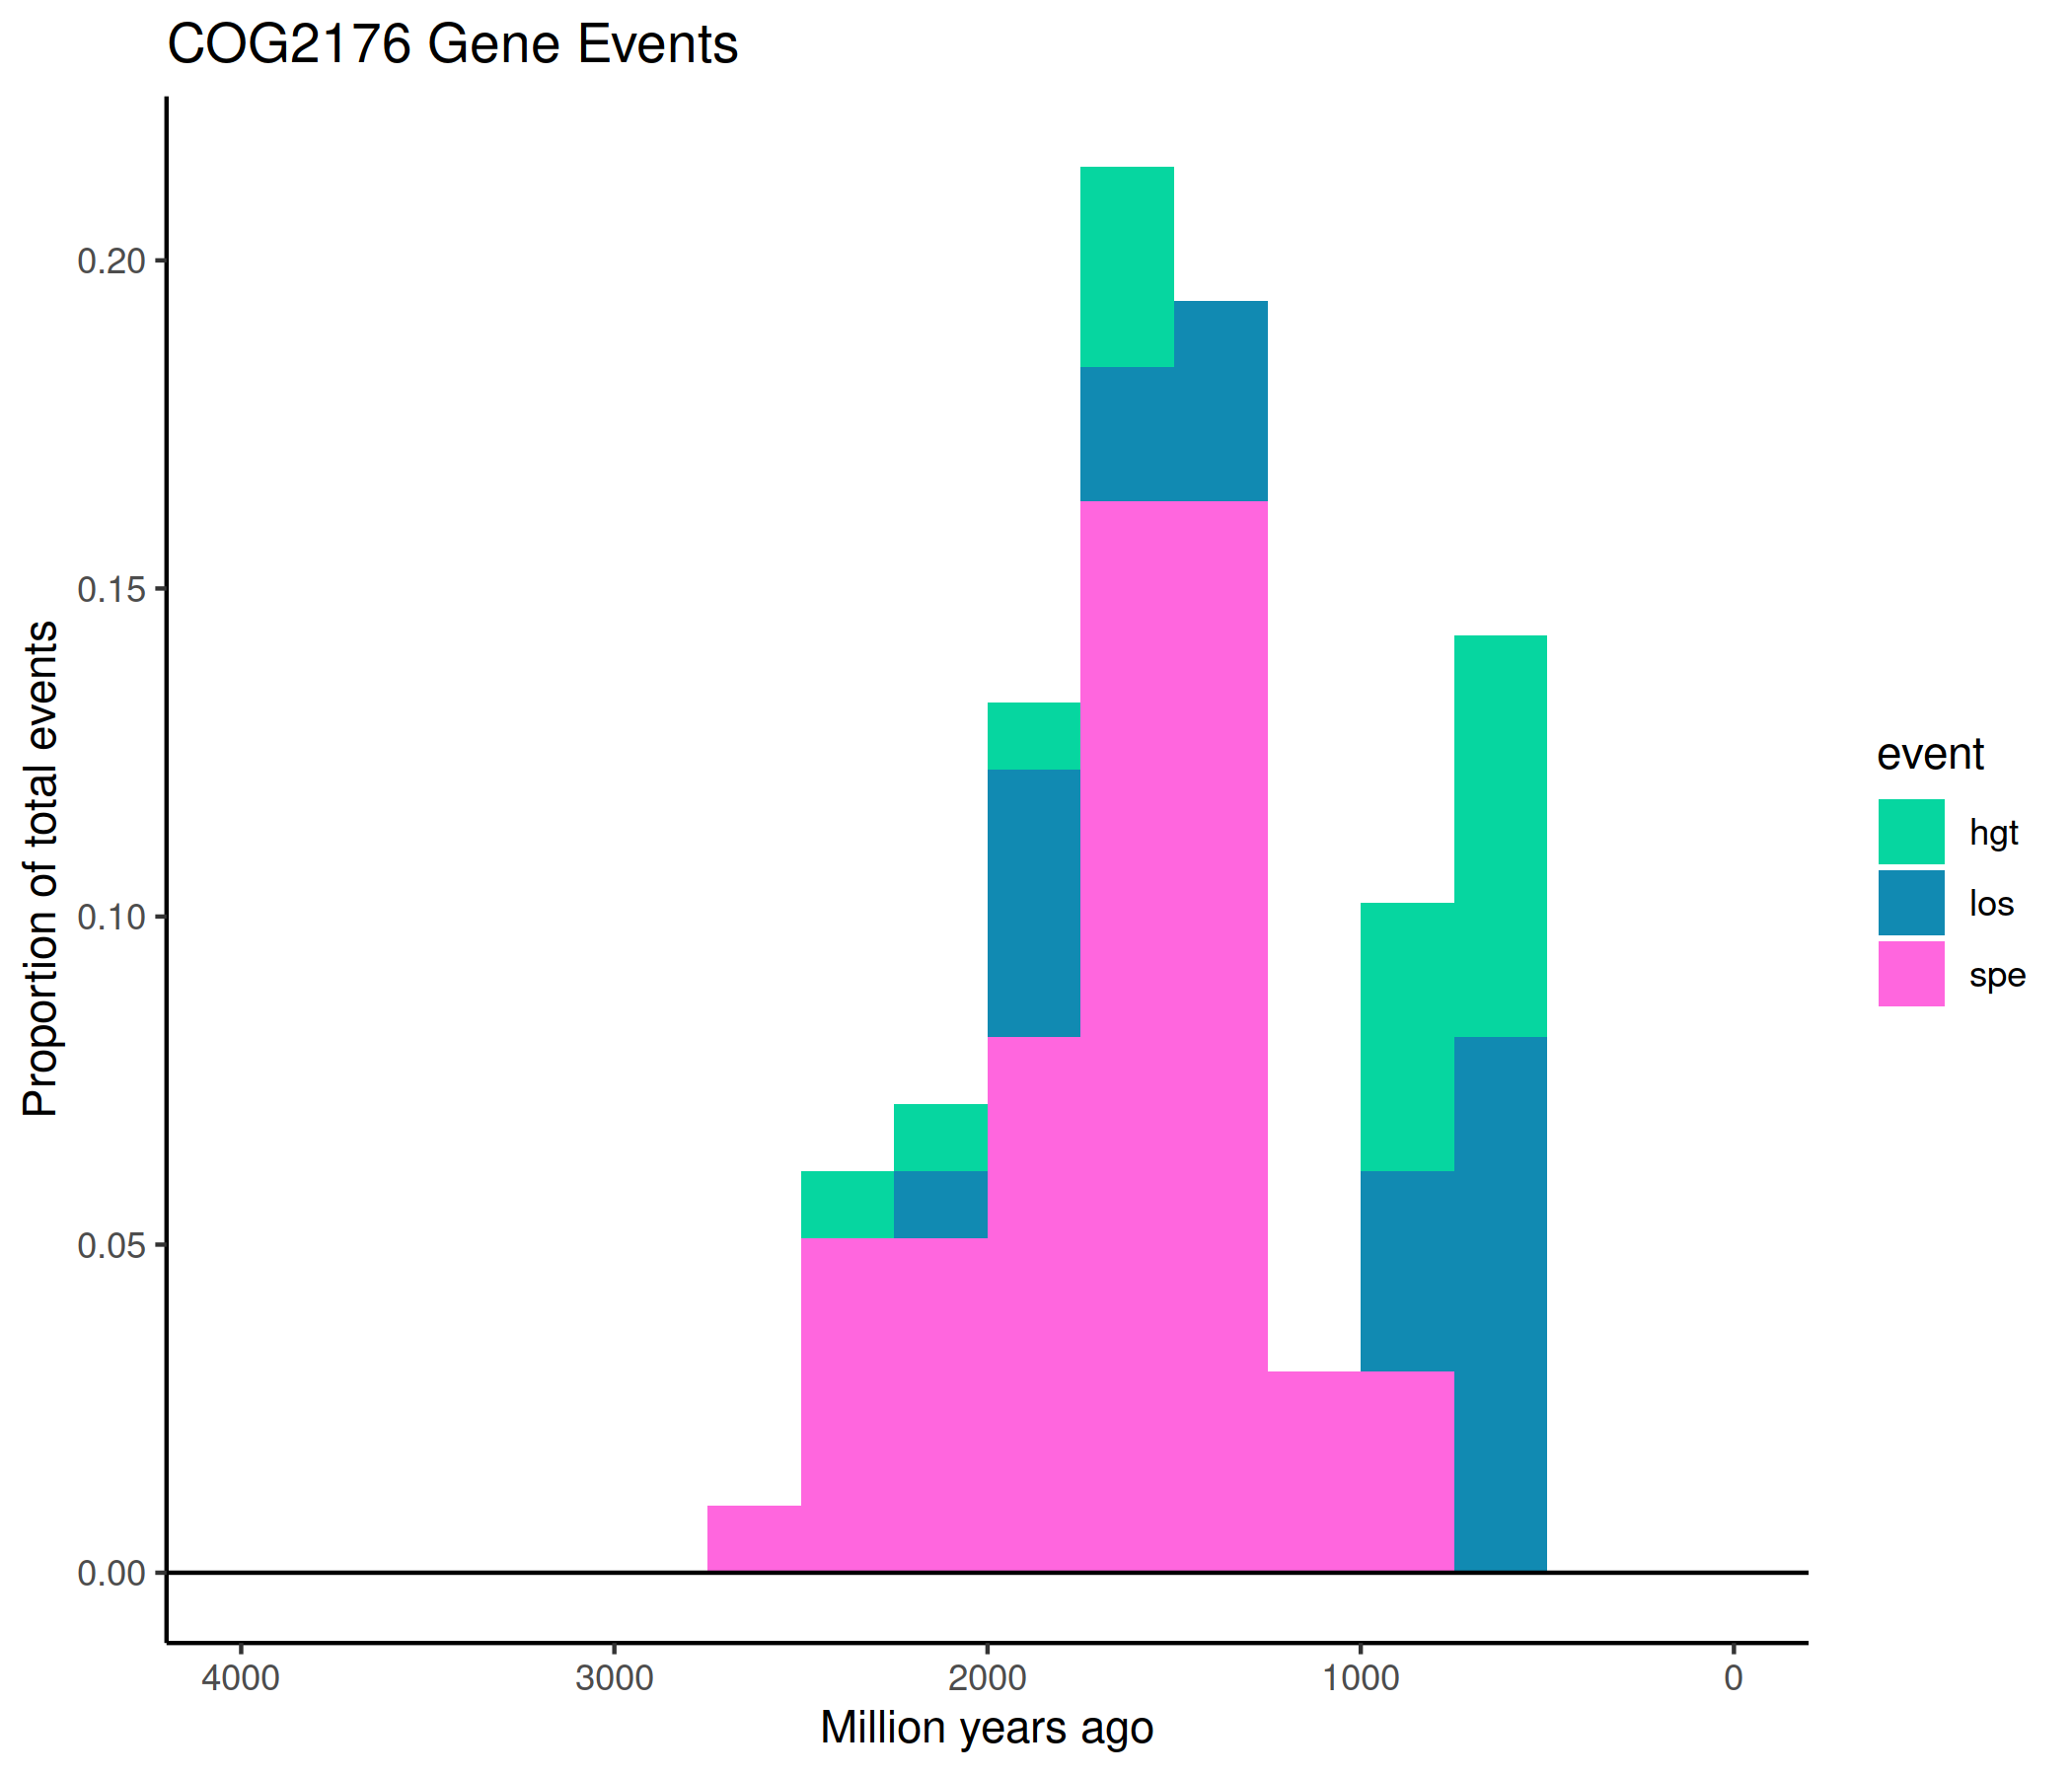 COG2176 Gene Events
Proportion of total events
0.20
0.15
0.10
0.05
0.00
4000 3000 2000 1000 0
Million years ago
event
hgt
los
spe